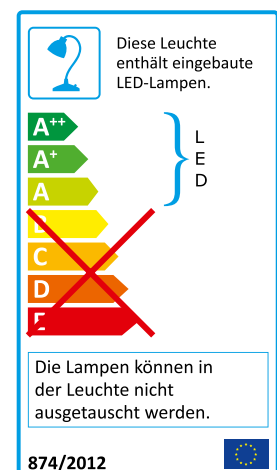 Diese Leuchte
enthält eingebaute
LED-Lampen.
A++
A+
A
L
E
D
B
C
D
E
Die Lampen können in
der Leuchte nicht
ausgetauscht werden.
874/2012